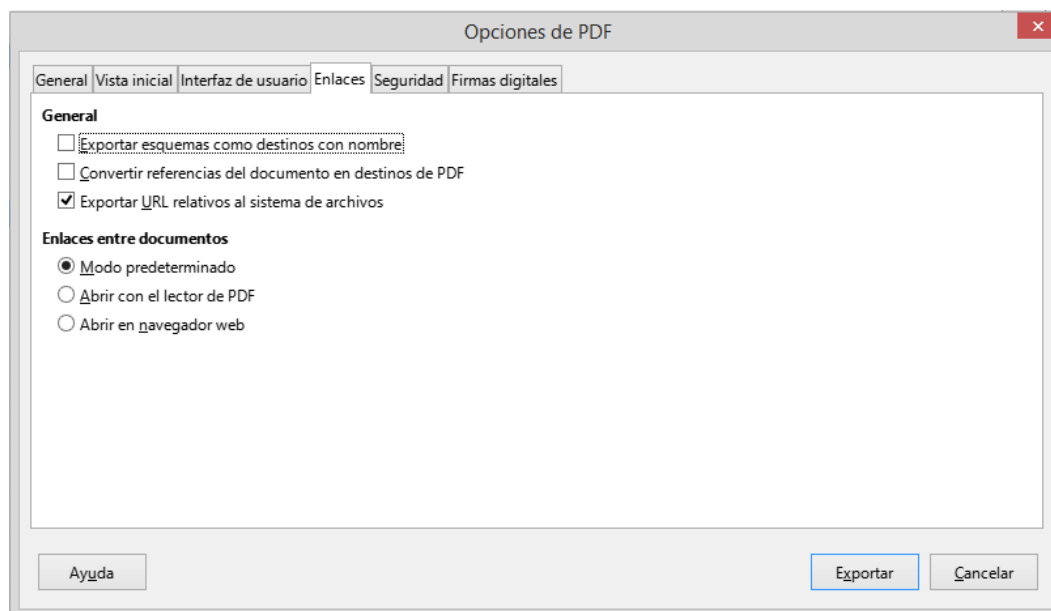 Opciones de PDF
General Vista inicial Interfaz de usuario Enlaces Seguridad Firmas digitales
General
Exportar esquemas como destinos con nombre
Convertir referencias del documento en destinos de PDF
Exportar URL relativos al sistema de archivos
Enlaces entre documentos
Modo predeterminado
Abrir con el lector de PDF
Abrir en navegador web
Ayuda Exportar Cancelar